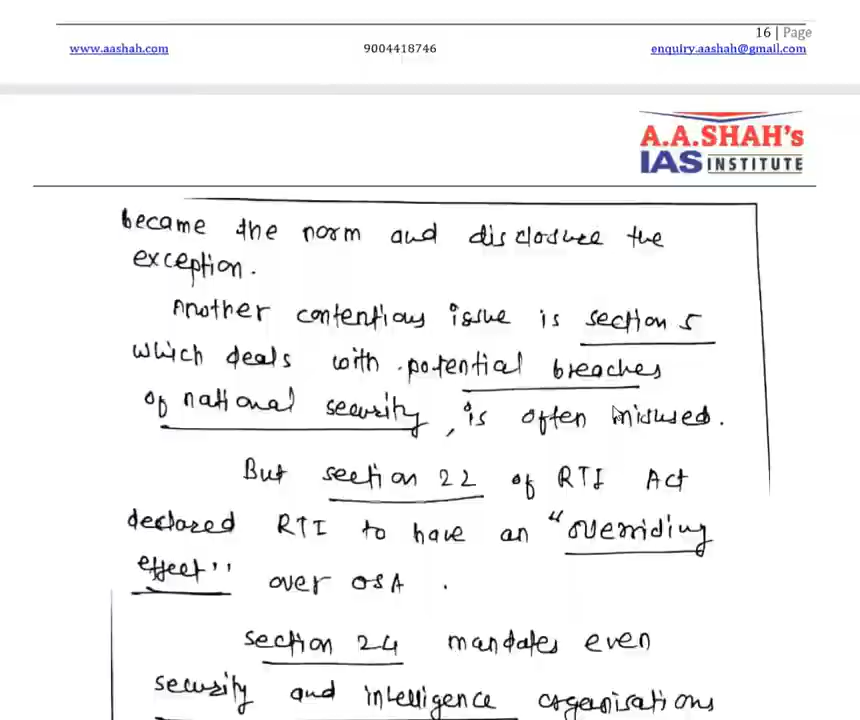 16 | Page
www.aashah.com 9004418746 enquiry.aashah@gmail.com
A.A.SHAH's
IAS INSTITUTE
became the norm and disclosure the
exception.
Another contentious issue is section 5
which deals with potential breaches
of national security, is often misused.
But section 22 of RTI Act
declared RTI to have an "overriding
effect" over OSA.
section 24 mandates even
security and intelligence organisations